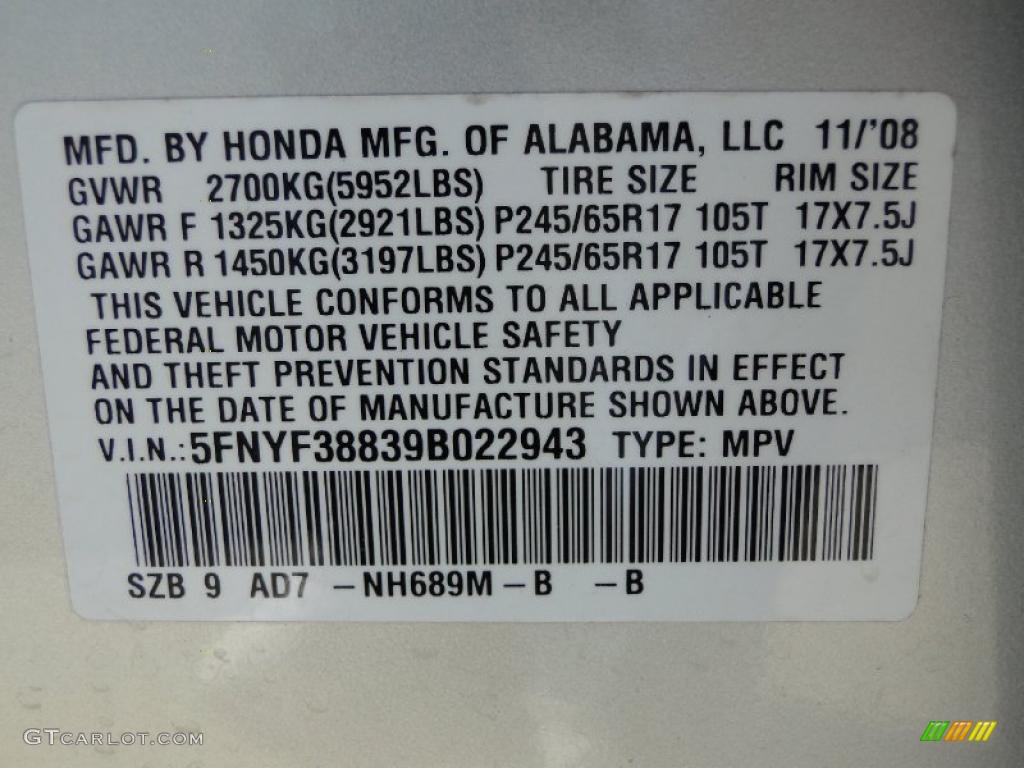 MFD. BY HONDA MFG. OF ALABAMA, LLC 11/'08
GVWR 2700KG(5952LBS) TIRE SIZE RIM SIZE
GAWR F 1325KG(2921LBS) P245/65R17 105T 17X7.5J
GAWR R 1450KG(3197LBS) P245/65R17 105T 17X7.5J
THIS VEHICLE CONFORMS TO ALL APPLICABLE
FEDERAL MOTOR VEHICLE SAFETY
AND THEFT PREVENTION STANDARDS IN EFFECT
ON THE DATE OF MANUFACTURE SHOWN ABOVE.
V.I.N.: 5FNYF38839B022943 TYPE: MPV
SZB 9 AD7 –NH689M–B –B
GTCARLOT.COM